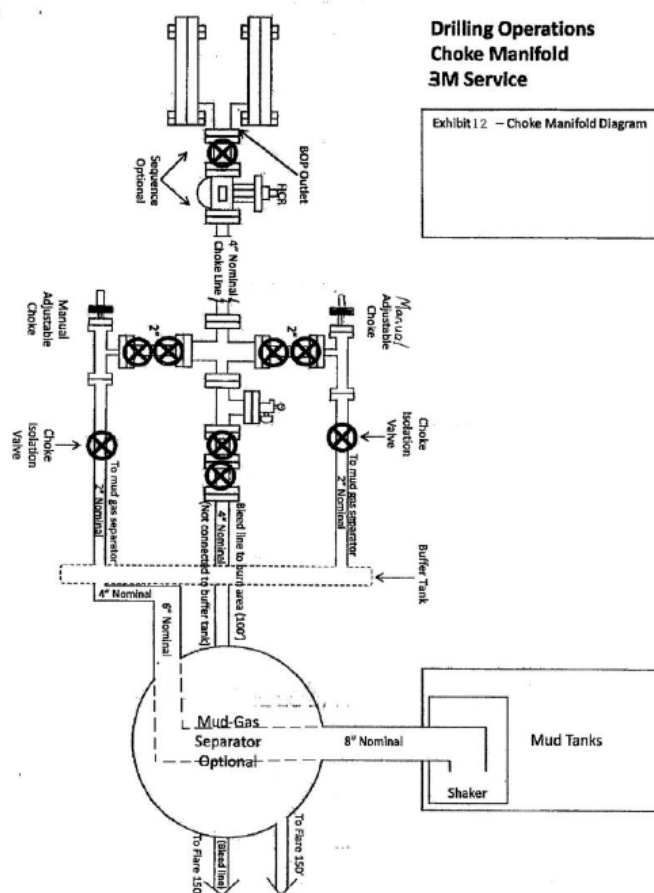 Drilling Operations
Choke Manifold
3M Service
Exhibit 12 – Choke Manifold Diagram
BOP Outlet
HCR
Sequence
Optional
4" Nominal
Choke Line
2"
2"
Manual
Adjustable
Choke
Manual
Adjustable
Choke
Choke
Isolation
Valve
Choke
Isolation
Valve
To mud gas separator
2" Nominal
To mud gas separator
2" Nominal
Bleed line to burn area (100')
4" Nominal
(Not connected to buffer tank)
Buffer Tank
4" Nominal
6" Nominal
Mud-Gas
Separator
Optional
8" Nominal
Mud Tanks
Shaker
To Flare 150'
(Bleed line)
To Flare 150'